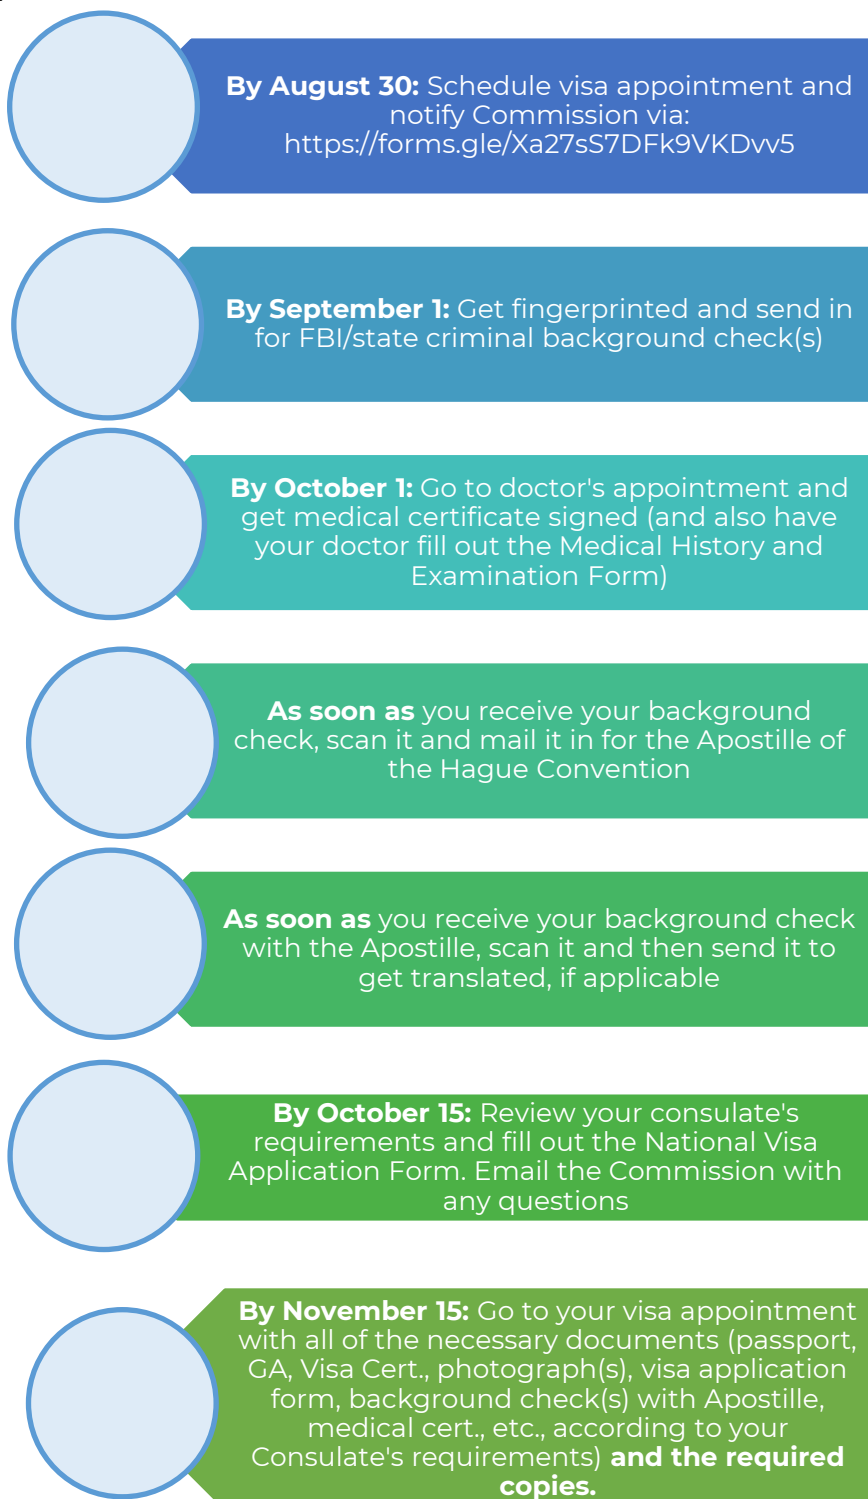 By August 30: Schedule visa appointment and
notify Commission via:
https://forms.gle/Xa27sS7DFk9VKDvv5
By September 1: Get fingerprinted and send in
for FBI/state criminal background check(s)
By October 1: Go to doctor's appointment and
get medical certificate signed (and also have
your doctor fill out the Medical History and
Examination Form)
As soon as you receive your background
check, scan it and mail it in for the Apostille of
the Hague Convention
As soon as you receive your background check
with the Apostille, scan it and then send it to
get translated, if applicable
By October 15: Review your consulate's
requirements and fill out the National Visa
Application Form. Email the Commission with
any questions
By November 15: Go to your visa appointment
with all of the necessary documents (passport,
GA, Visa Cert., photograph(s), visa application
form, background check(s) with Apostille,
medical cert., etc., according to your
Consulate's requirements) and the required
copies.